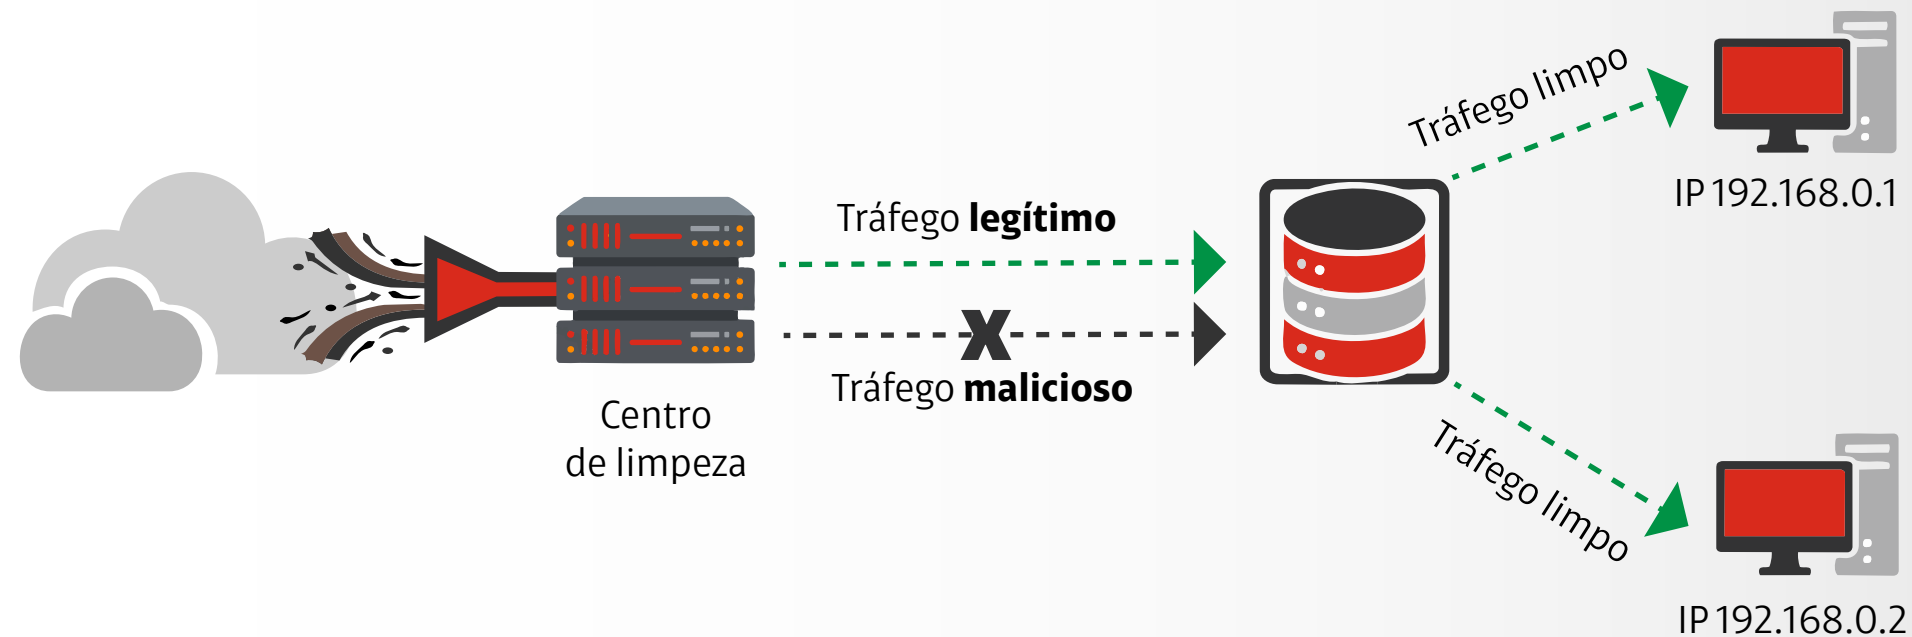 Tráfego limpo
IP 192.168.0.1
Tráfego legítimo
Tráfego malicioso
Centro
de limpeza
Tráfego limpo
IP 192.168.0.2